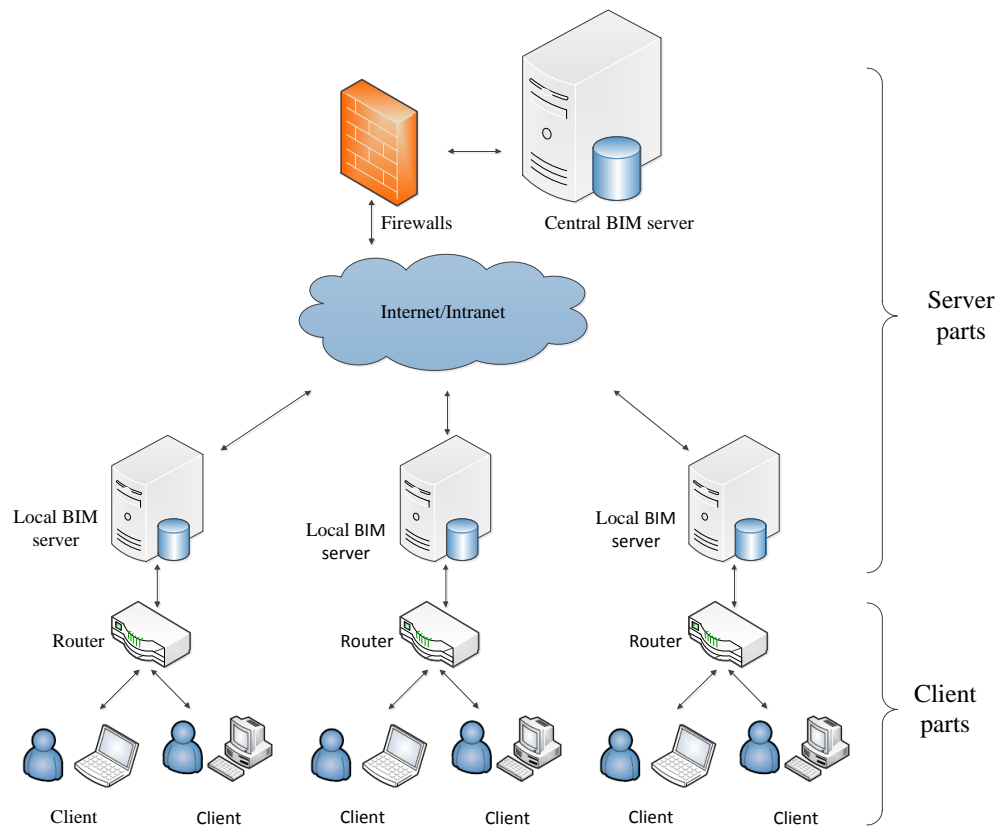 Firewalls
Central BIM server
Internet/Intranet
Server
parts
Local BIM
server
Local BIM
server
Local BIM
server
Router
Router
Router
Client
parts
Client
Client
Client
Client
Client
Client